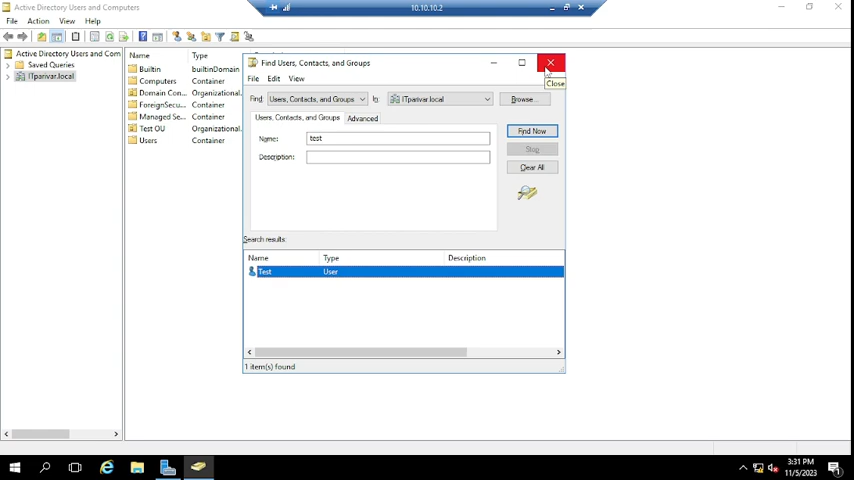 Active Directory Users and Computers
10.10.10.2
File Action View Help
Active Directory Users and Com
Saved Queries
ITparivar.local
Name Type
Builtin builtinDomain
Computers Container
Domain Con... Organizational.
ForeignSecu... Container
Managed Se... Container
Test OU Organizational.
Users Container
Find Users, Contacts, and Groups
Close
File Edit View
Find: Users, Contacts, and Groups In: ITparivar.local Browse...
Users, Contacts, and Groups Advanced
Name: test
Description:
Find Now
Stop
Clear All
Search results:
Name Type Description
Test User
1 item(s) found
3:31 PM
11/5/2023
1